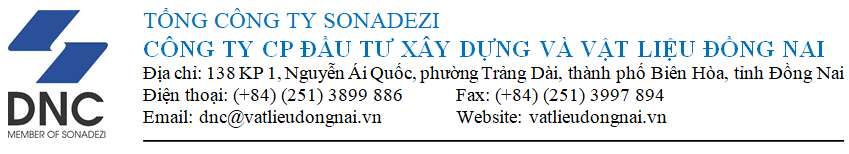 TỔNG CÔNG TY SONADEZI
CÔNG TY CP ĐẦU TƯ XÂY DỰNG VÀ VẬT LIỆU ĐỒNG NAI
Địa chỉ: 138 KP 1, Nguyễn Ái Quốc, phường Trảng Dài, thành phố Biên Hòa, tỉnh Đồng Nai
Điện thoại: (+84) (251) 3899 886 Fax: (+84) (251) 3997 894
Email: dnc@vatlieudongnai.vn Website: vatlieudongnai.vn
DNC
MEMBER OF SONADEZI